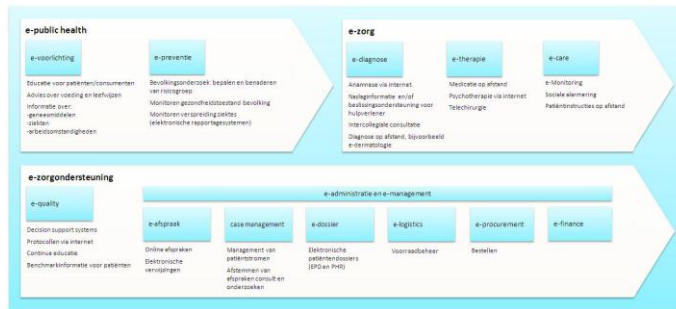 e-public health
e-voorlichting
Educatie voor patiënten/consumenten
Advies over voeding en leefwijzen
Informatie over:
-geneesmiddelen
-ziekten
-arbeidsomstandigheden
e-preventie
Bevolkingsonderzoek: bepalen en benaderen
van risicogroep
Monitoren gezondheidstoestand bevolking
Monitoren verspreiding ziektes
(elektronische rapportagesystemen)
e-zorg
e-diagnose
Anamnese via internet
Naslaginformatie en/of
beslissingsondersteuning voor
hulpverlener
Intercollegiale consultatie
Diagnose op afstand, bijvoorbeeld
e-dermatologie
e-therapie
Medicatie op afstand
Psychotherapie via internet
Telechirurgie
e-care
e-Monitoring
Sociale alarmering
Patiëntinstructies op afstand
e-zorgondersteuning
e-quality
Decision support systems
Protocollen via internet
Continue educatie
Benchmarkinformatie voor patiënten
e-administratie en e-management
e-afspraak
Online afspraken
Elektronische
verwijzingen
case management
Management van
patiëntstromen
Afstemmen van
afspraken consult en
onderzoeken
e-dossier
Elektronische
patiëntendossiers
(EPD en PHR)
e-logistics
Voorraadbeheer
e-procurement
Bestellen
e-finance